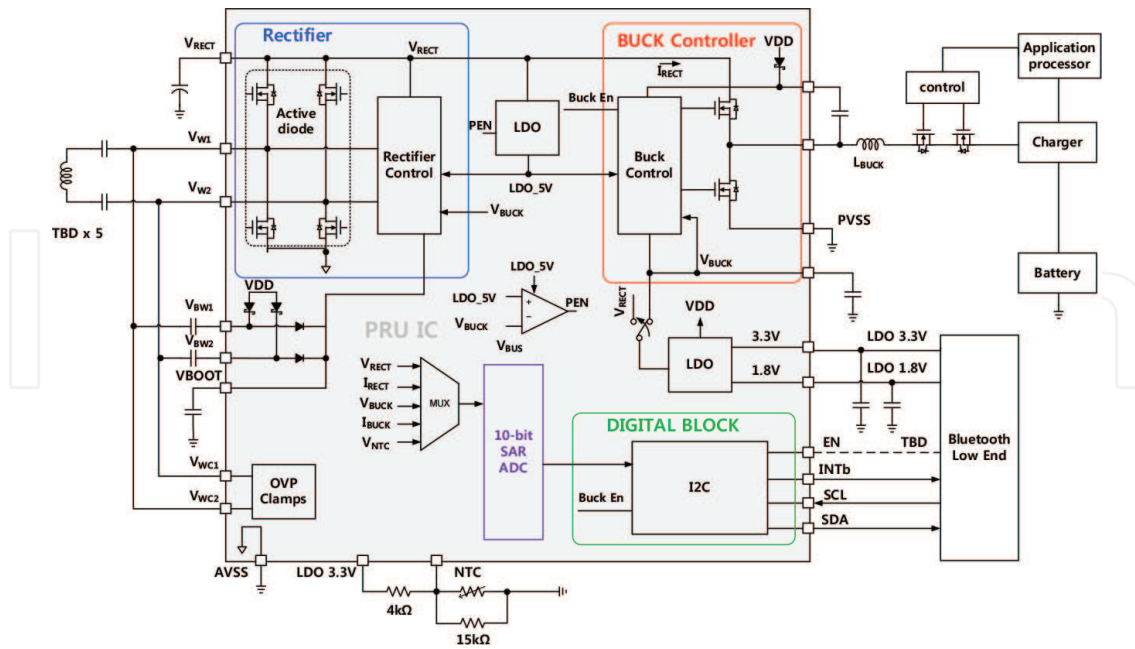 Rectifier
BUCK Controller
VDD
VRECT
VRECT
IRECT
Application
processor
control
Active
diode
Buck En
PEN
LDO
VW1
Rectifier
Control
Buck
Control
LBUCK
Charger
VW2
LDO_5V
TBD x 5
VBUCK
PVSS
VBUCK
Battery
VDD
LDO_5V
LDO_5V
PEN
VBUCK
VBUS
VRECT
VBW1
VBW2
VBOOT
PRU IC
VDD
LDO
3.3V
LDO 3.3V
1.8V
LDO 1.8V
VRECT
IRECT
VBUCK
IBUCK
VNTC
MUX
10-bit
SAR
ADC
DIGITAL BLOCK
I2C
Buck En
EN
TBD
INTb
SCL
SDA
Bluetooth
Low End
VWC1
VWC2
OVP
Clamps
AVSS
LDO 3.3V
NTC
4kΩ
15kΩ